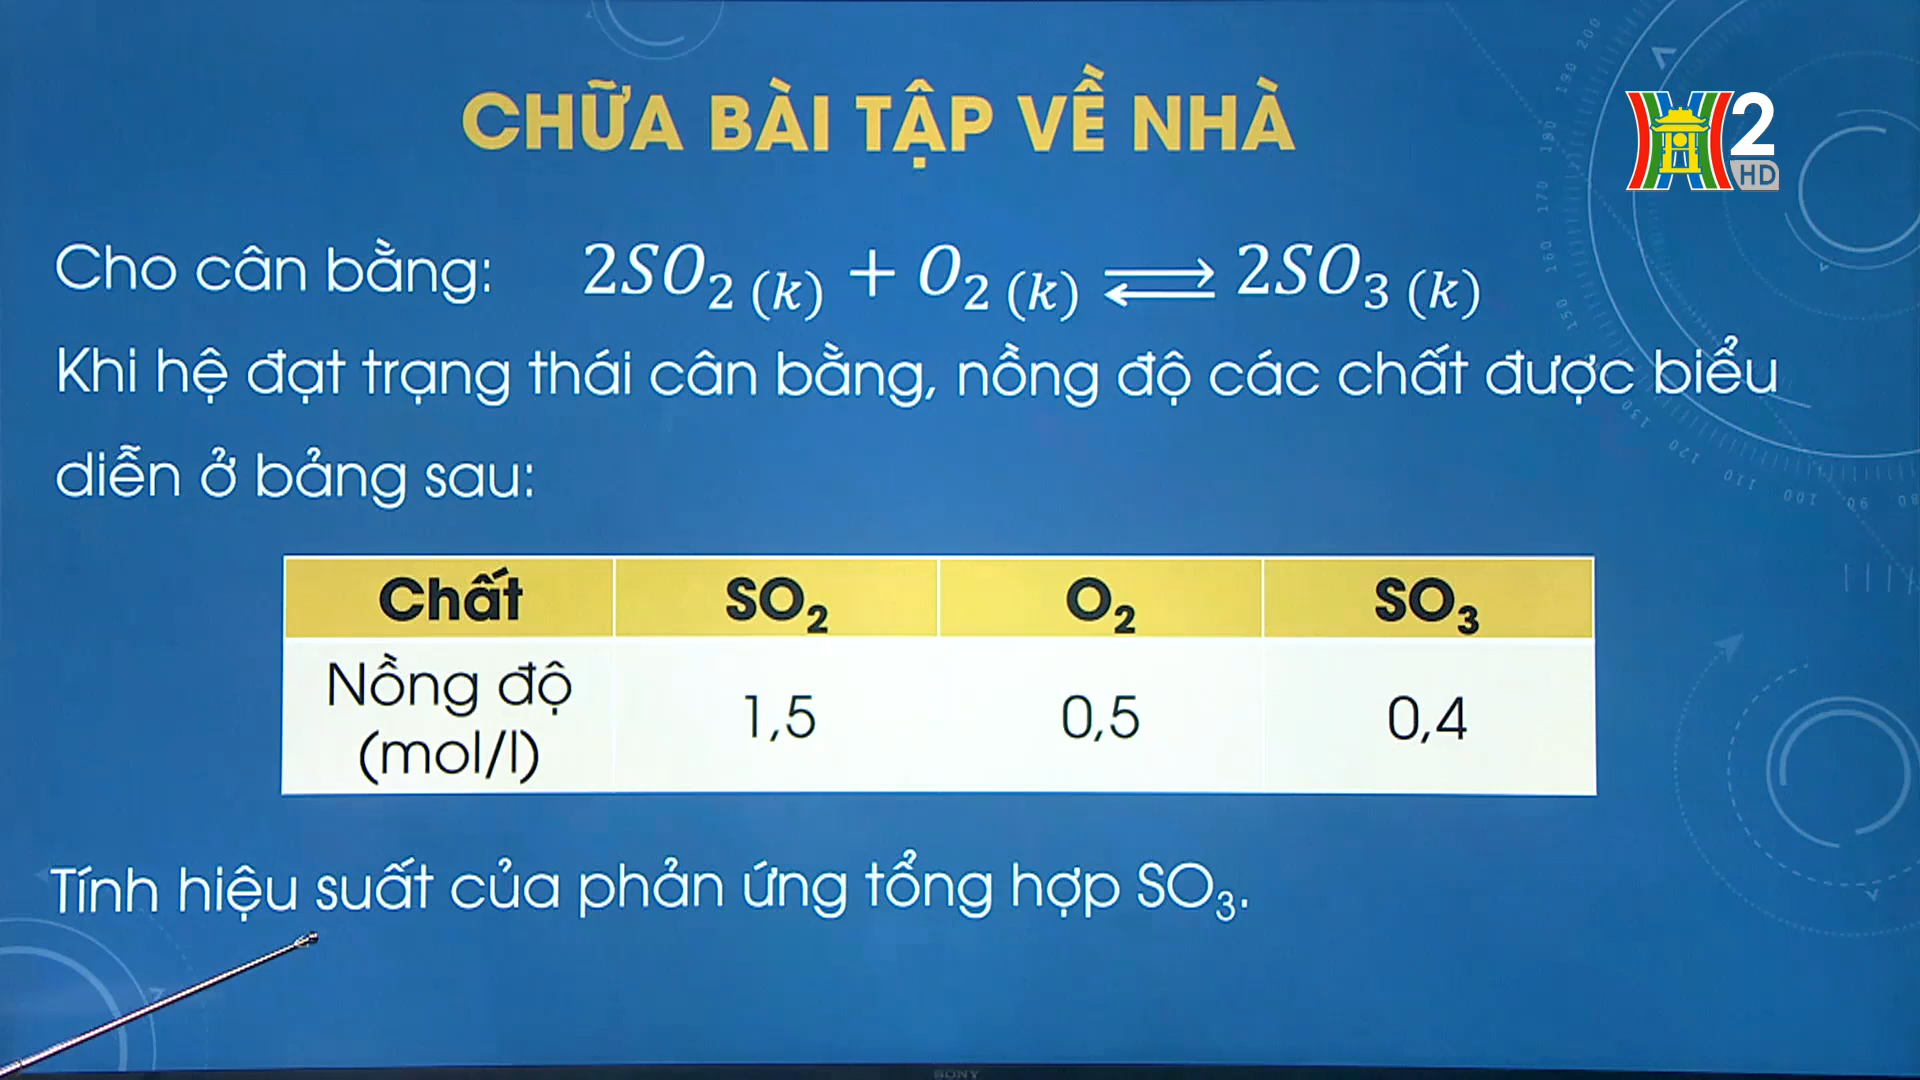 CHỮA BÀI TẬP VỀ NHÀ
2
HD
Cho cân bằng: 2SO₂ (k) + O₂ (k) ⇌ 2SO₃ (k)
Khi hệ đạt trạng thái cân bằng, nồng độ các chất được biểu
diễn ở bảng sau:
Chất SO₂ O₂ SO₃
Nồng độ
(mol/l) 1,5 0,5 0,4
Tính hiệu suất của phản ứng tổng hợp SO₃.
SONY